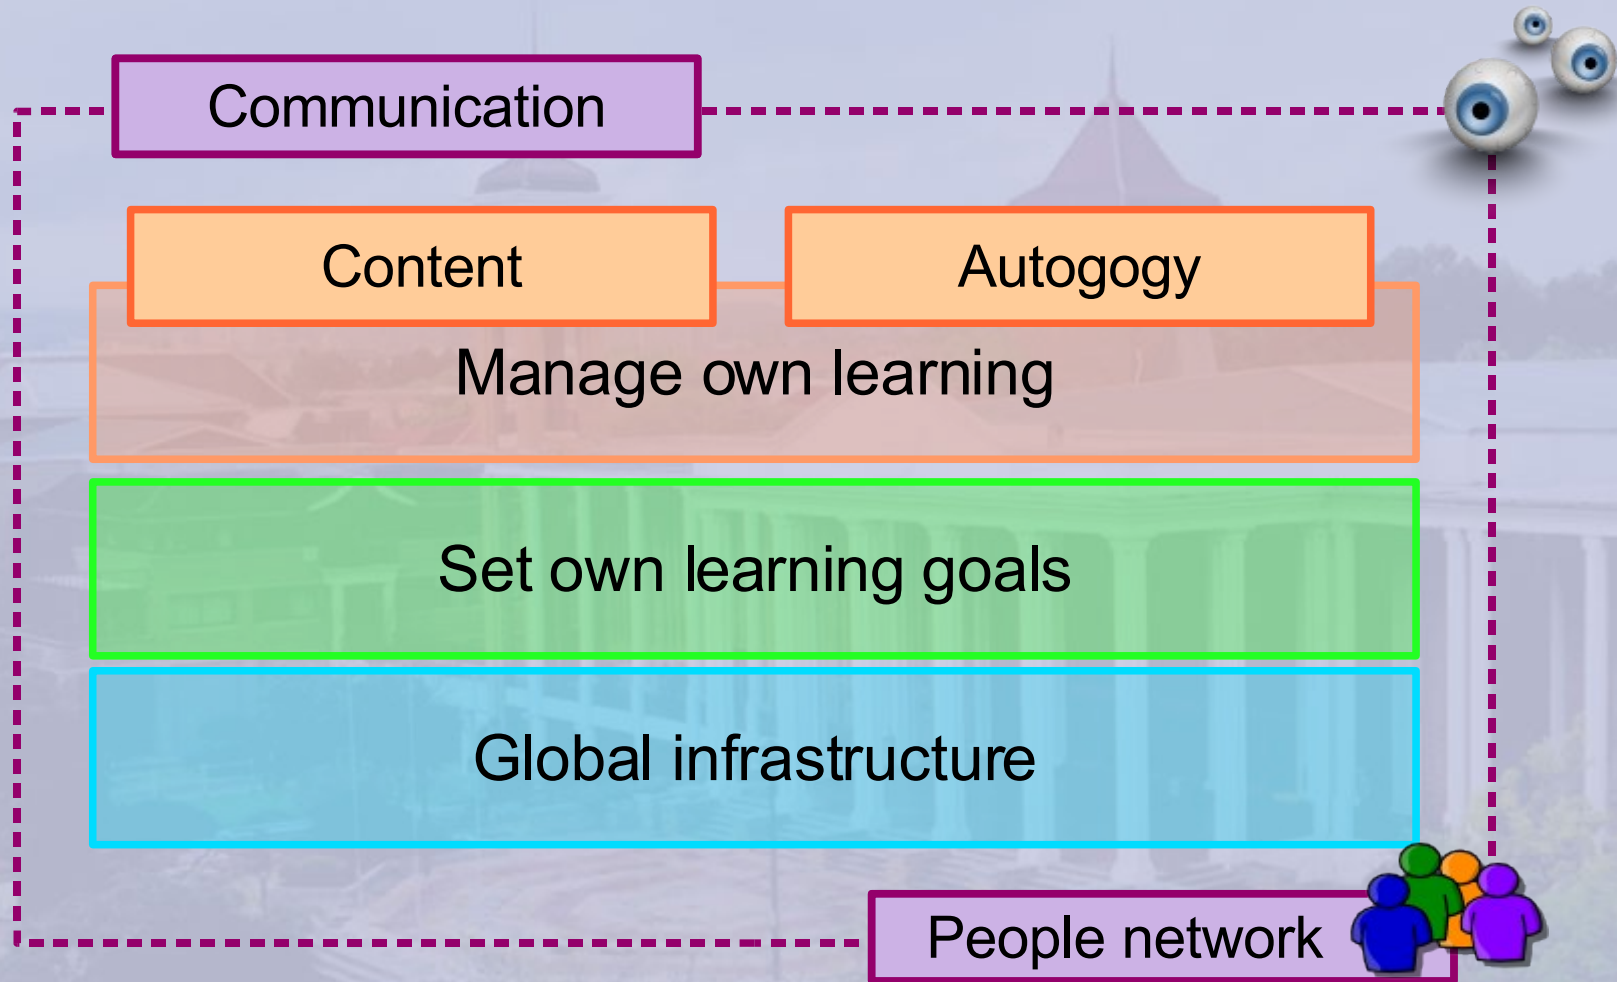 Communication
Content
Autogogy
Manage own learning
Set own learning goals
Global infrastructure
People network